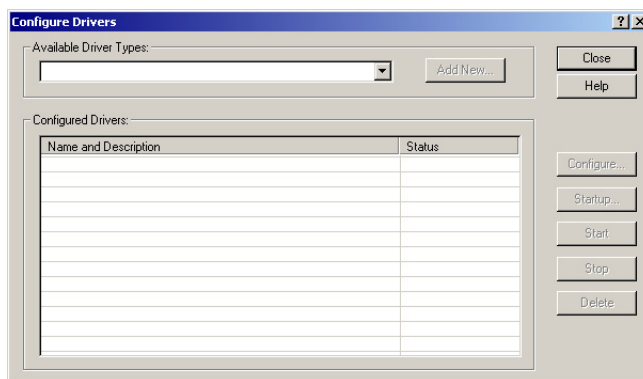 Configure Drivers
Available Driver Types:
Add New...
Close
Help
Configured Drivers:
Name and Description
Status
Configure...
Startup...
Start
Stop
Delete